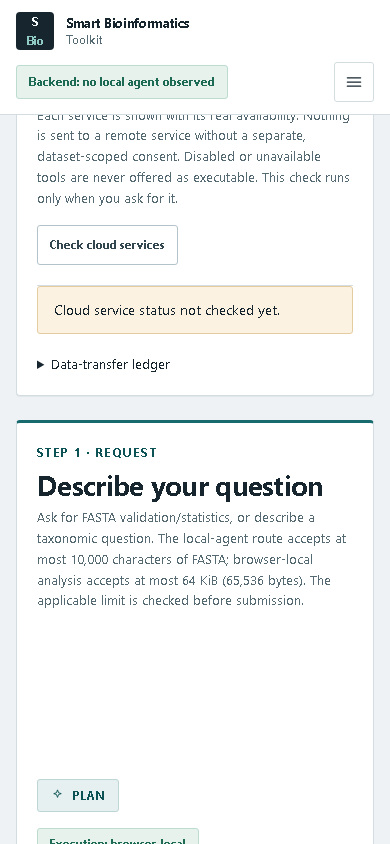 S
Bio
Smart Bioinformatics
Toolkit
Backend: no local agent observed
Each service is shown with its real availability. Nothing
is sent to a remote service without a separate,
dataset-scoped consent. Disabled or unavailable
tools are never offered as executable. This check runs
only when you ask for it.
Check cloud services
Cloud service status not checked yet.
Data-transfer ledger
STEP 1 · REQUEST
Describe your question
Ask for FASTA validation/statistics, or describe a
taxonomic question. The local-agent route accepts at
most 10,000 characters of FASTA; browser-local
analysis accepts at most 64 KiB (65,536 bytes). The
applicable limit is checked before submission.
PLAN
Execution: browser-local